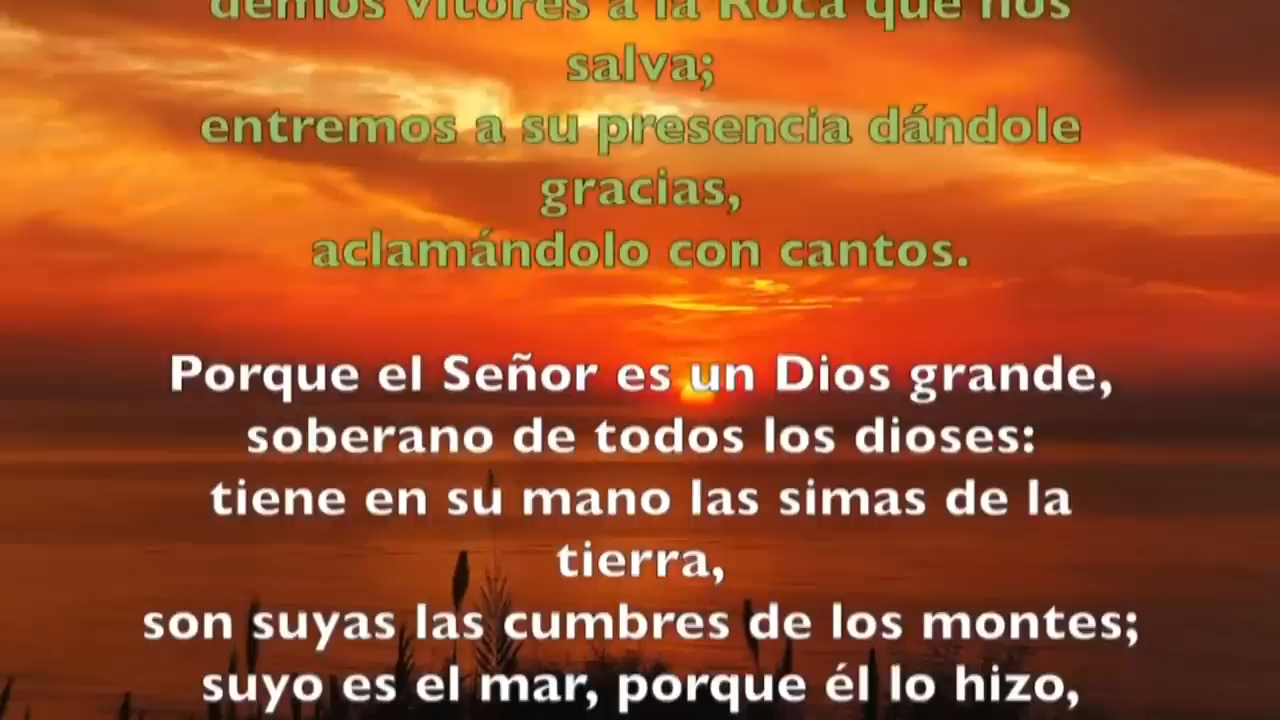 demos vítores a la Roca que nos
salva;
entremos a su presencia dándole
gracias,
aclamándolo con cantos.
Porque el Señor es un Dios grande,
soberano de todos los dioses:
tiene en su mano las simas de la
tierra,
son suyas las cumbres de los montes;
suyo es el mar, porque él lo hizo,